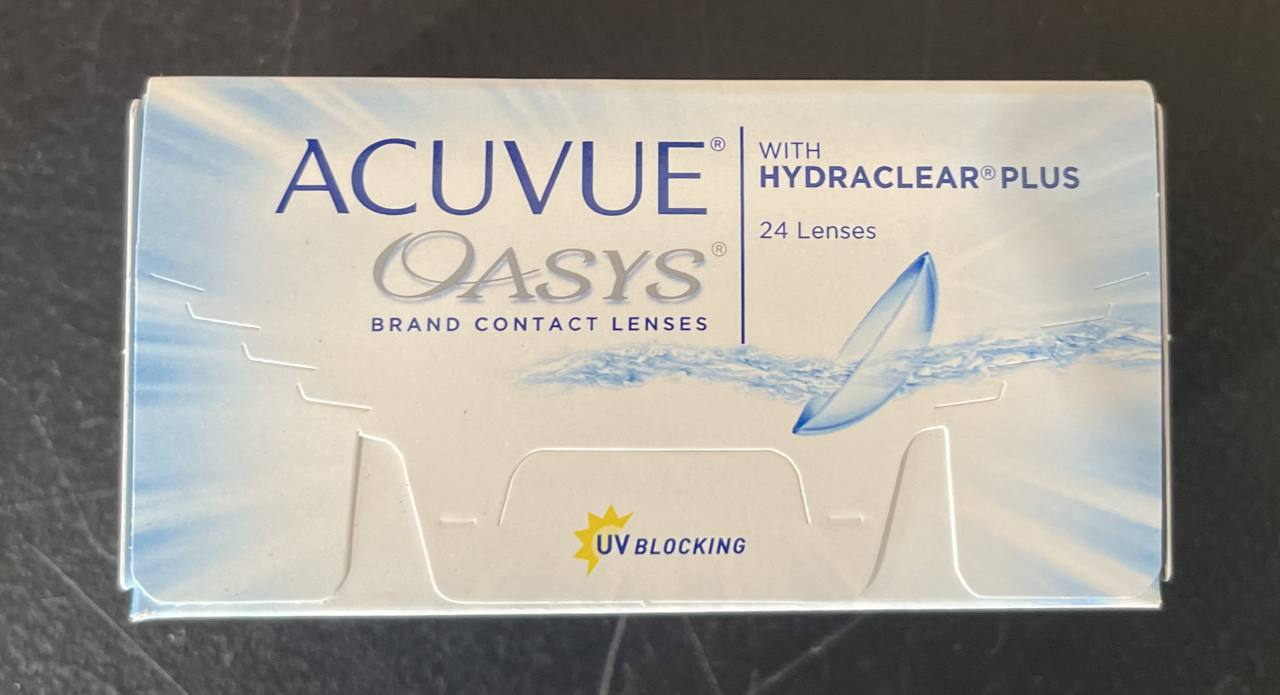 ACUVUE®
OASYS®
BRAND CONTACT LENSES
WITH
HYDRACLEAR® PLUS
24 Lenses
UV BLOCKING